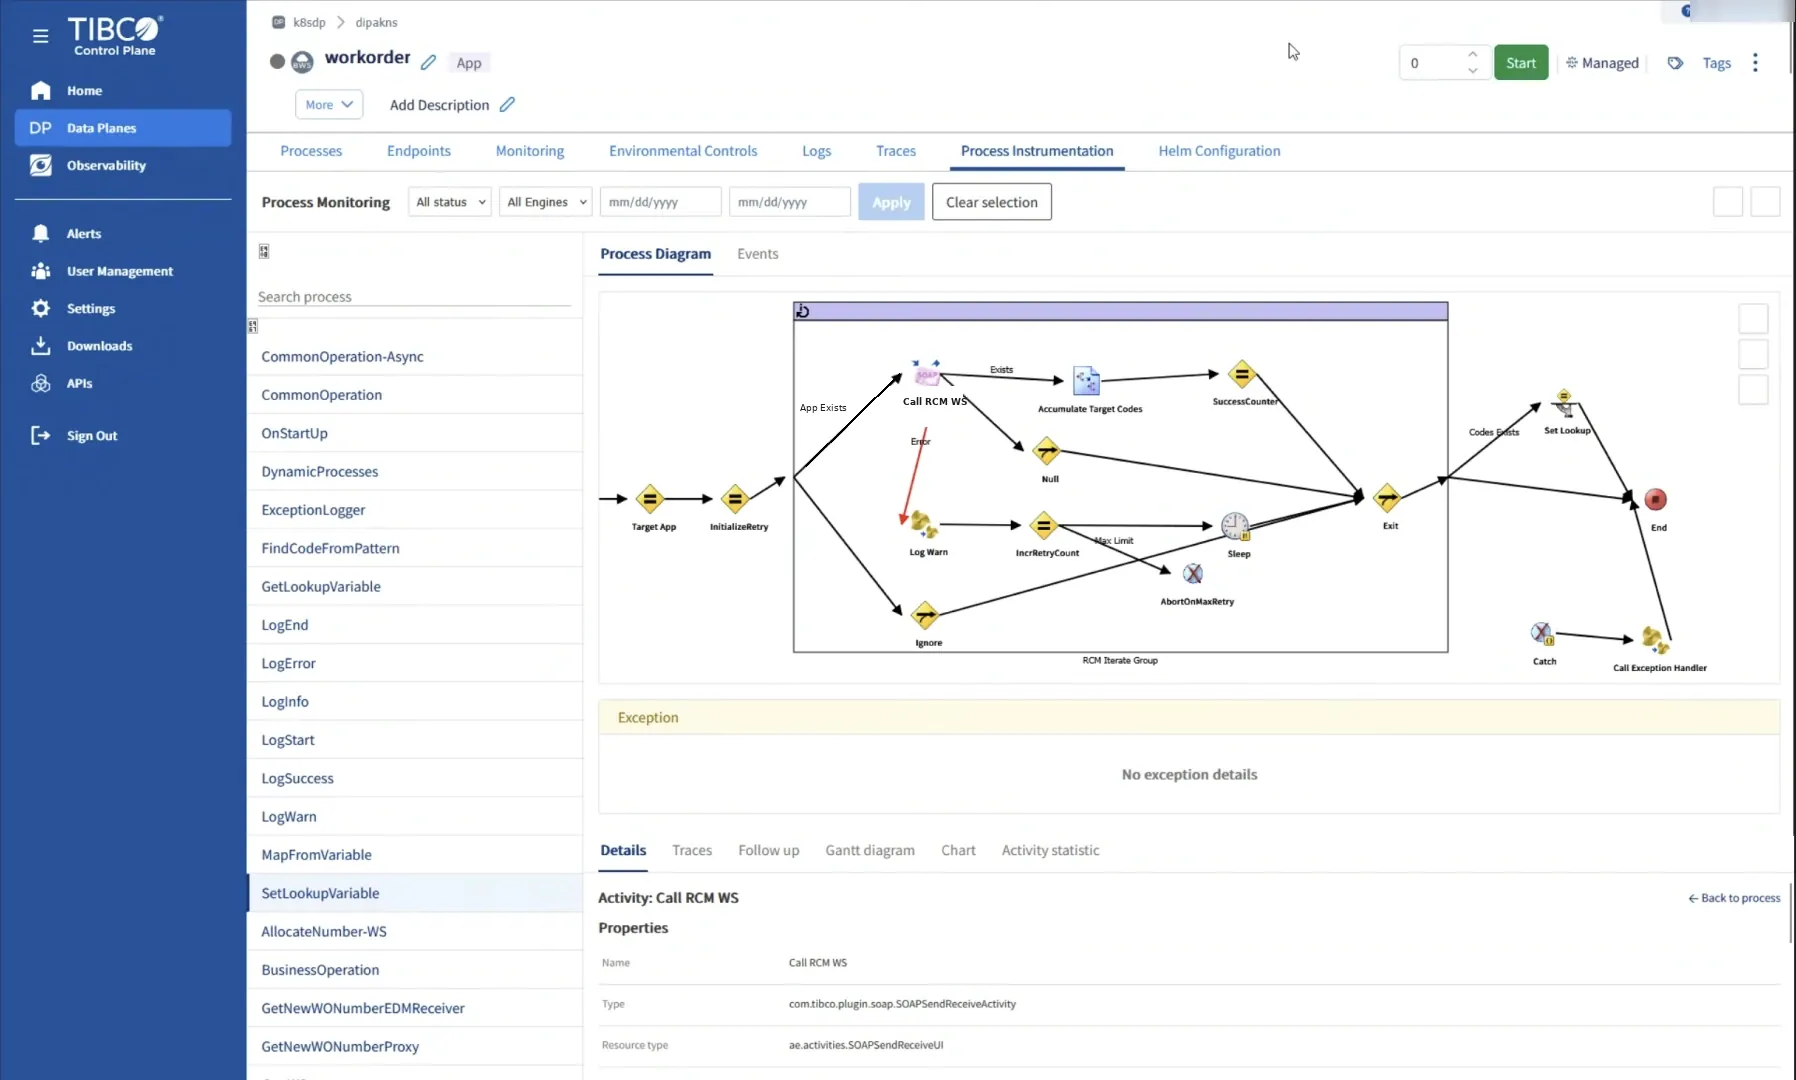 TIBCO®
Control Plane
Home
DP Data Planes
Observability
Alerts
User Management
Settings
Downloads
APIs
Sign Out
DP k8sdp > dipakns
BW5 workorder App
0 Start Managed Tags
More Add Description
Processes Endpoints Monitoring Environmental Controls Logs Traces Process Instrumentation Helm Configuration
Process Monitoring All status All Engines mm/dd/yyyy mm/dd/yyyy Apply Clear selection
Search process
CommonOperation-Async
CommonOperation
OnStartUp
DynamicProcesses
ExceptionLogger
FindCodeFromPattern
GetLookupVariable
LogEnd
LogError
LogInfo
LogStart
LogSuccess
LogWarn
MapFromVariable
SetLookupVariable
AllocateNumber-WS
BusinessOperation
GetNewWONumberEDMReceiver
GetNewWONumberProxy
Process Diagram Events
SOAP
Exists
App Exists
Call RCM WS
Accumulate Target Codes
SuccessCounter
Codes Exists
Set Lookup
Error
Null
Target App
InitializeRetry
Exit
End
Log Warn
IncrRetryCount
Max Limit
Sleep
AbortOnMaxRetry
Ignore
RCM Iterate Group
Catch
Call Exception Handler
Exception
No exception details
Details Traces Follow up Gantt diagram Chart Activity statistic
Activity: Call RCM WS
← Back to process
Properties
Name Call RCM WS
Type com.tibco.plugin.soap.SOAPSendReceiveActivity
Resource type ae.activities.SOAPSendReceiveUI